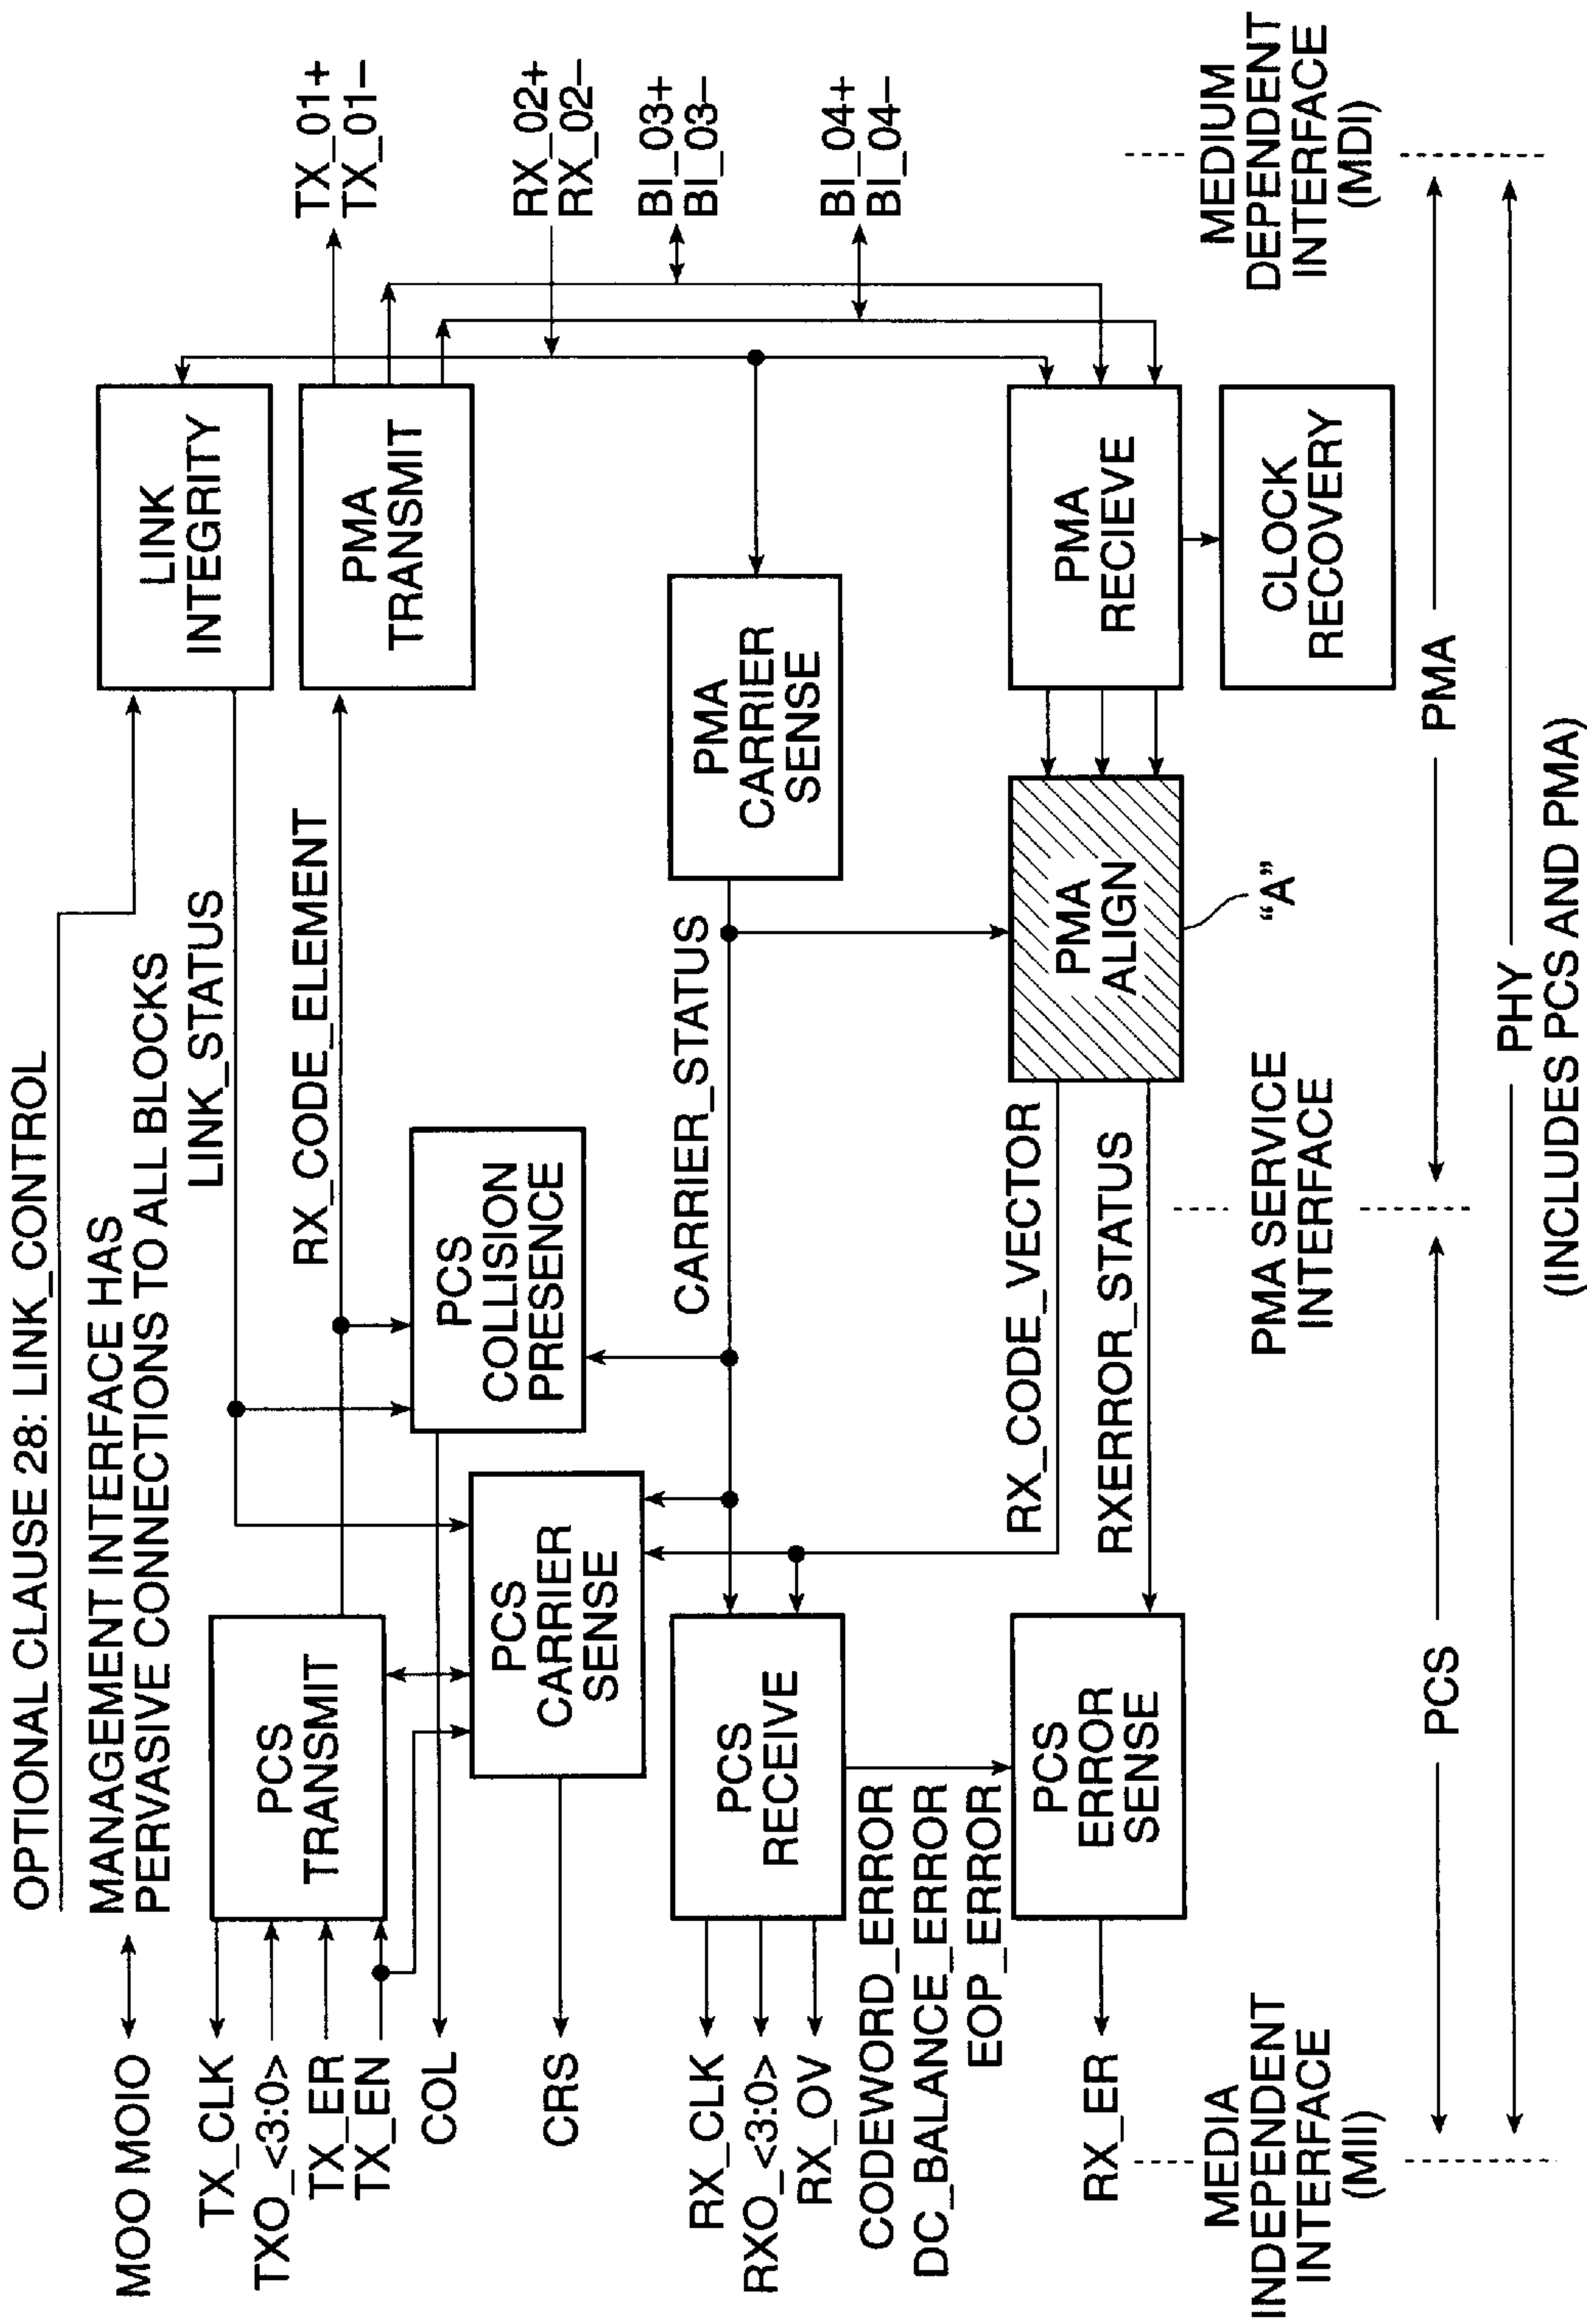 OPTIONAL CLAUSE 28: LINK_CONTROL
MANAGEMENT INTERFACE HAS
PERVASIVE CONNECTIONS TO ALL BLOCKS
MOO MOIO
LINK_STATUS
TX_CLK
TXO_<3:0>
TX_ER
TX_EN
COL
CRS
PCS
TRANSMIT
RX_CODE_ELEMENT
LINK
INTEGRITY
PMA
TRANSMIT
TX_01+
TX_01–
RX_02+
RX_02–
BI_03+
BI_03–
BI_04+
BI_04–
PCS
COLLISION
PRESENCE
PCS
CARRIER
SENSE
CARRIER_STATUS
PMA
CARRIER
SENSE
RX_CLK
RXO_<3:0>
RX_OV
PCS
RECEIVE
CODEWORD_ERROR
DC_BALANCE_ERROR
EOP_ERROR
RX_CODE_VECTOR
RXERROR_STATUS
PMA
ALIGN
"A"
PMA
RECIEVE
CLOCK
RECOVERY
RX_ER
PCS
ERROR
SENSE
MEDIA
INDEPENDENT
INTERFACE
(MII)
PMA SERVICE
INTERFACE
MEDIUM
DEPENDENT
INTERFACE
(MDI)
PCS
PMA
PHY
(INCLUDES PCS AND PMA)